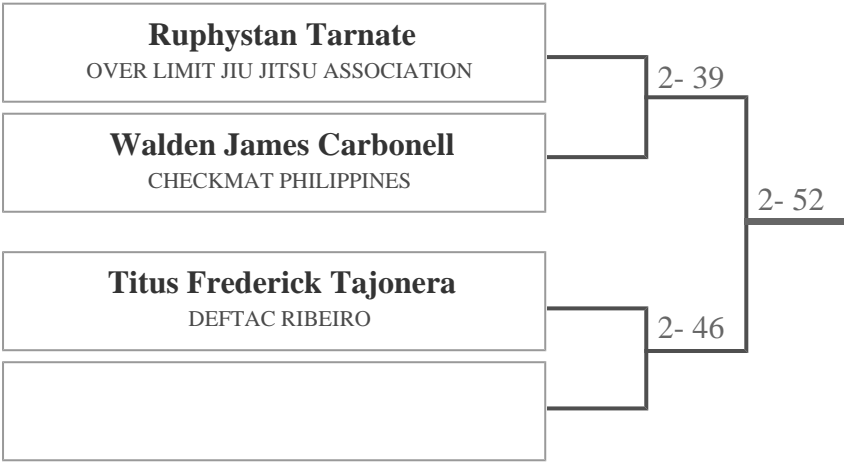 Ruphystan Tarnate
OVER LIMIT JIU JITSU ASSOCIATION
2- 39
Walden James Carbonell
CHECKMAT PHILIPPINES
2- 52
Titus Frederick Tajonera
DEFTAC RIBEIRO
2- 46